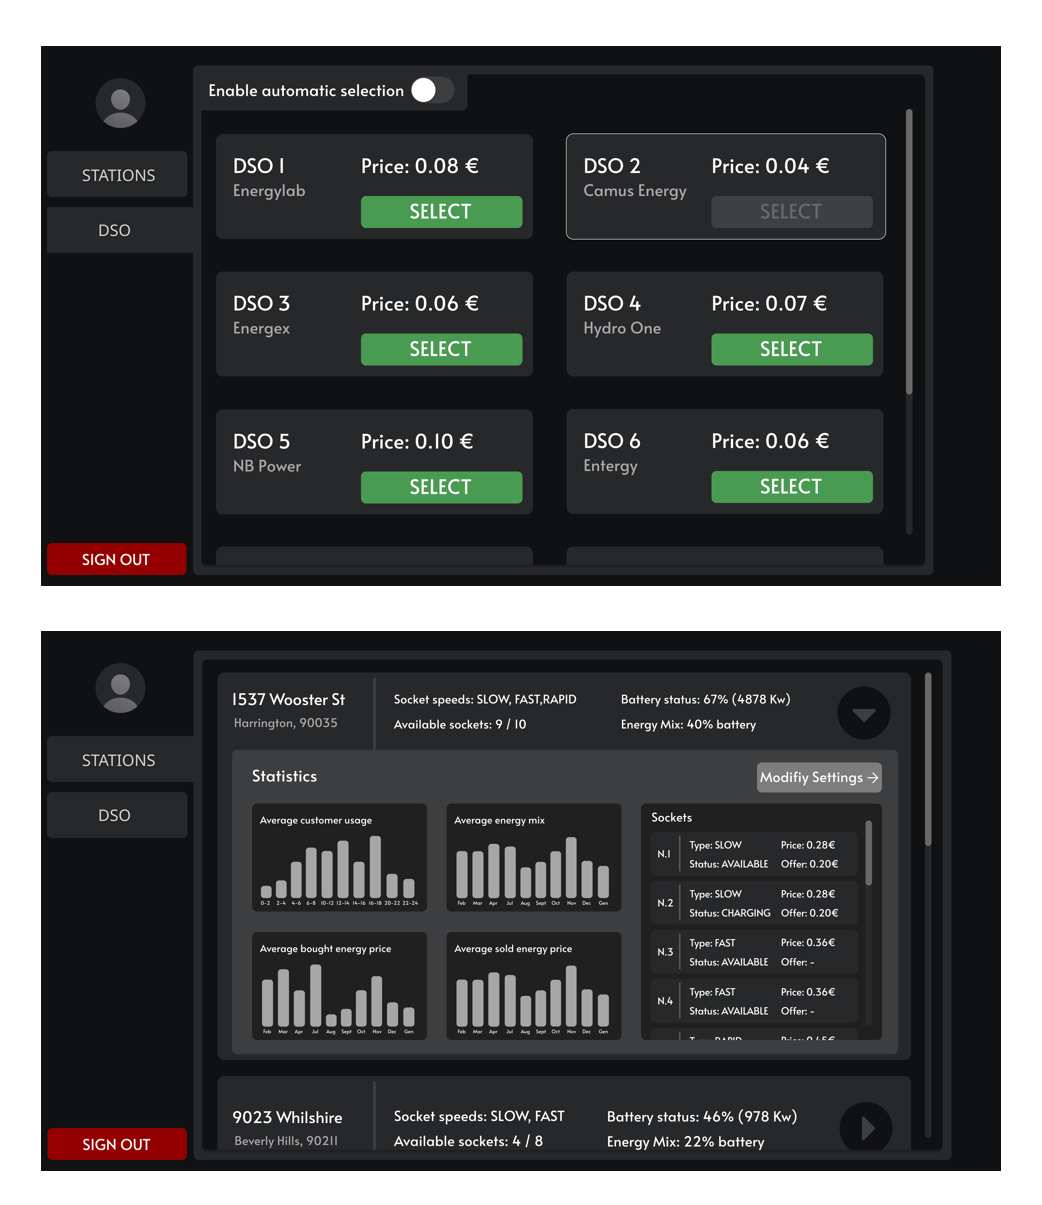 Enable automatic selection
STATIONS
DSO
SIGN OUT
DSO 1
Energylab
Price: 0.08 €
SELECT
DSO 2
Camus Energy
Price: 0.04 €
SELECT
DSO 3
Energex
Price: 0.06 €
SELECT
DSO 4
Hydro One
Price: 0.07 €
SELECT
DSO 5
NB Power
Price: 0.10 €
SELECT
DSO 6
Entergy
Price: 0.06 €
SELECT
STATIONS
DSO
SIGN OUT
1537 Wooster St
Harrington, 90035
Socket speeds: SLOW, FAST,RAPID
Available sockets: 9 / 10
Battery status: 67% (4878 Kw)
Energy Mix: 40% battery
Statistics
Modifiy Settings →
Average customer usage
0-2 2-4 4-6 6-8 10-12 12-14 14-16 16-18 20-22 22-24
Average energy mix
Feb Mar Apr Jul Aug Sept Oct Nov Dec Gen
Average bought energy price
Feb Mar Apr Jul Aug Sept Oct Nov Dec Gen
Average sold energy price
Feb Mar Apr Jul Aug Sept Oct Nov Dec Gen
Sockets
N.1
Type: SLOW
Price: 0.28€
Status: AVAILABLE
Offer: 0.20€
N.2
Type: SLOW
Price: 0.28€
Status: CHARGING
Offer: 0.20€
N.3
Type: FAST
Price: 0.36€
Status: AVAILABLE
Offer: -
N.4
Type: FAST
Price: 0.36€
Status: AVAILABLE
Offer: -
9023 Whilshire
Beverly Hills, 90211
Socket speeds: SLOW, FAST
Available sockets: 4 / 8
Battery status: 46% (978 Kw)
Energy Mix: 22% battery